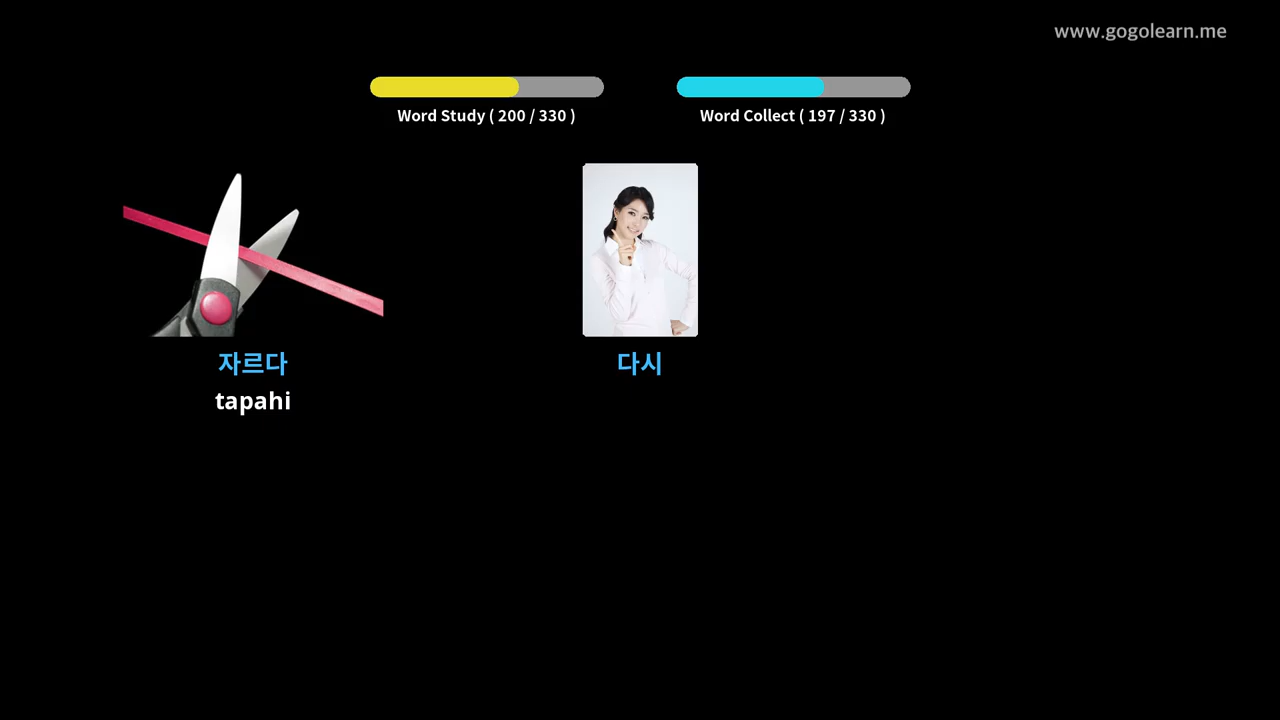 www.gogolearn.me
Word Study ( 200 / 330 )
Word Collect ( 197 / 330 )
자르다
다시
tapahi